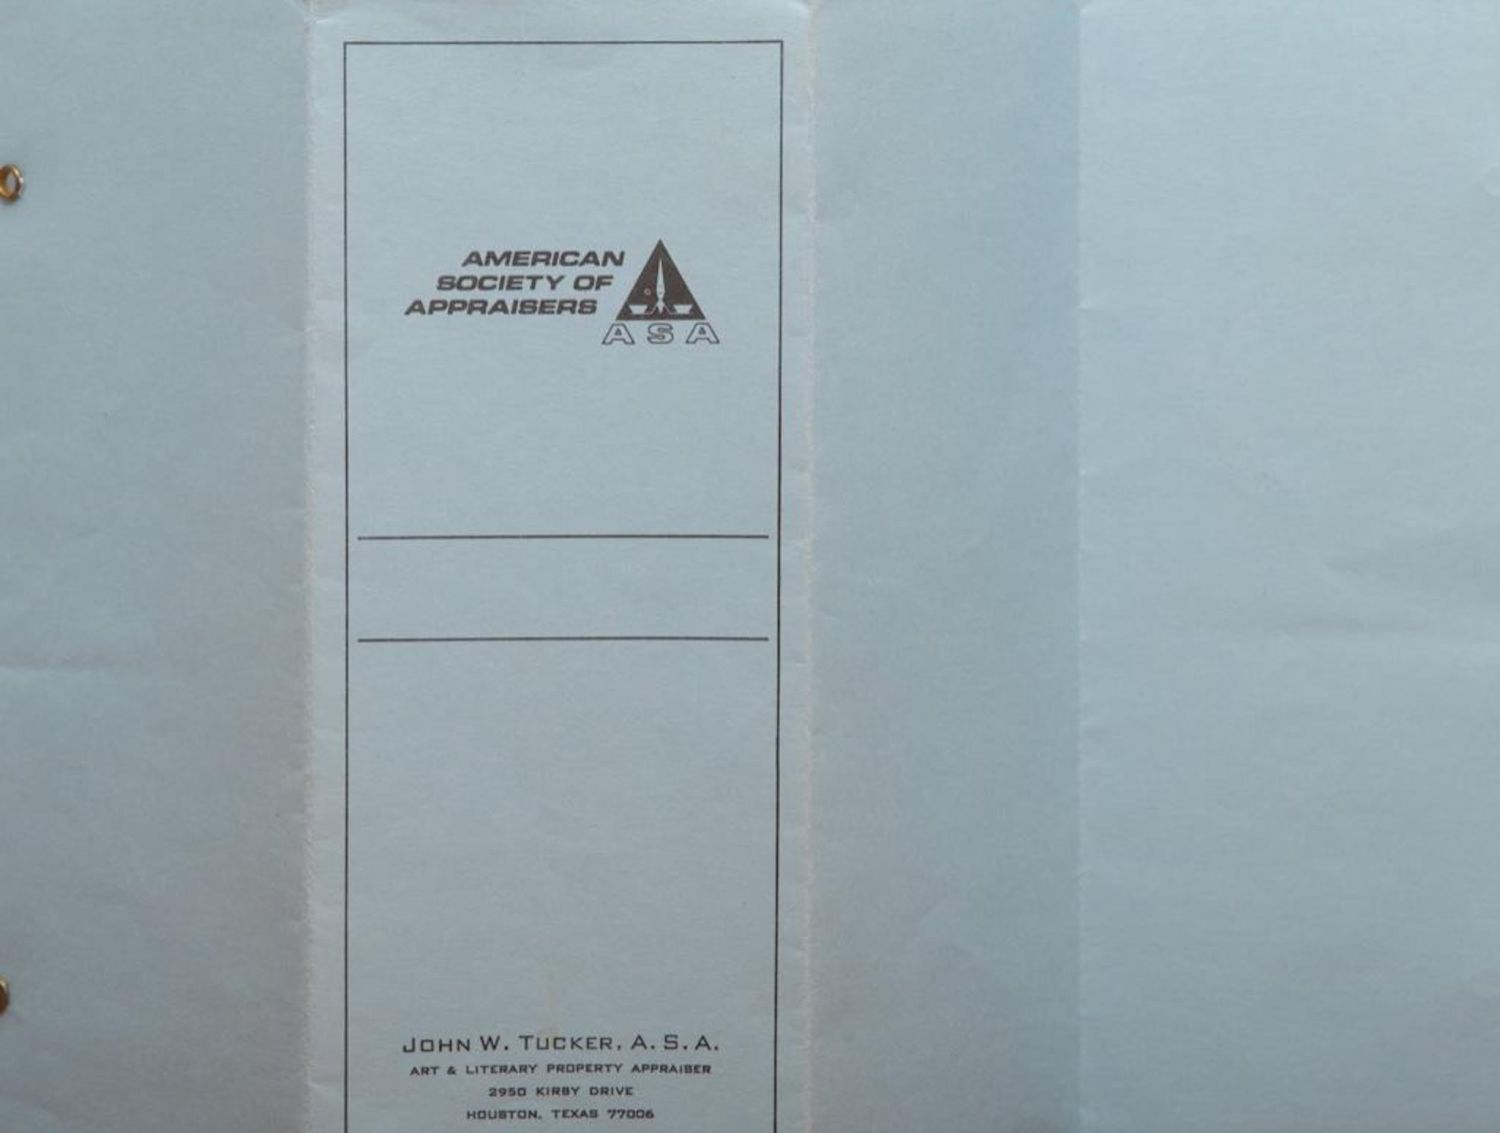 AMERICAN
SOCIETY OF
APPRAISERS
ASA
JOHN W. TUCKER, A. S. A.
ART & LITERARY PROPERTY APPRAISER
2950 KIRBY DRIVE
HOUSTON, TEXAS 77006